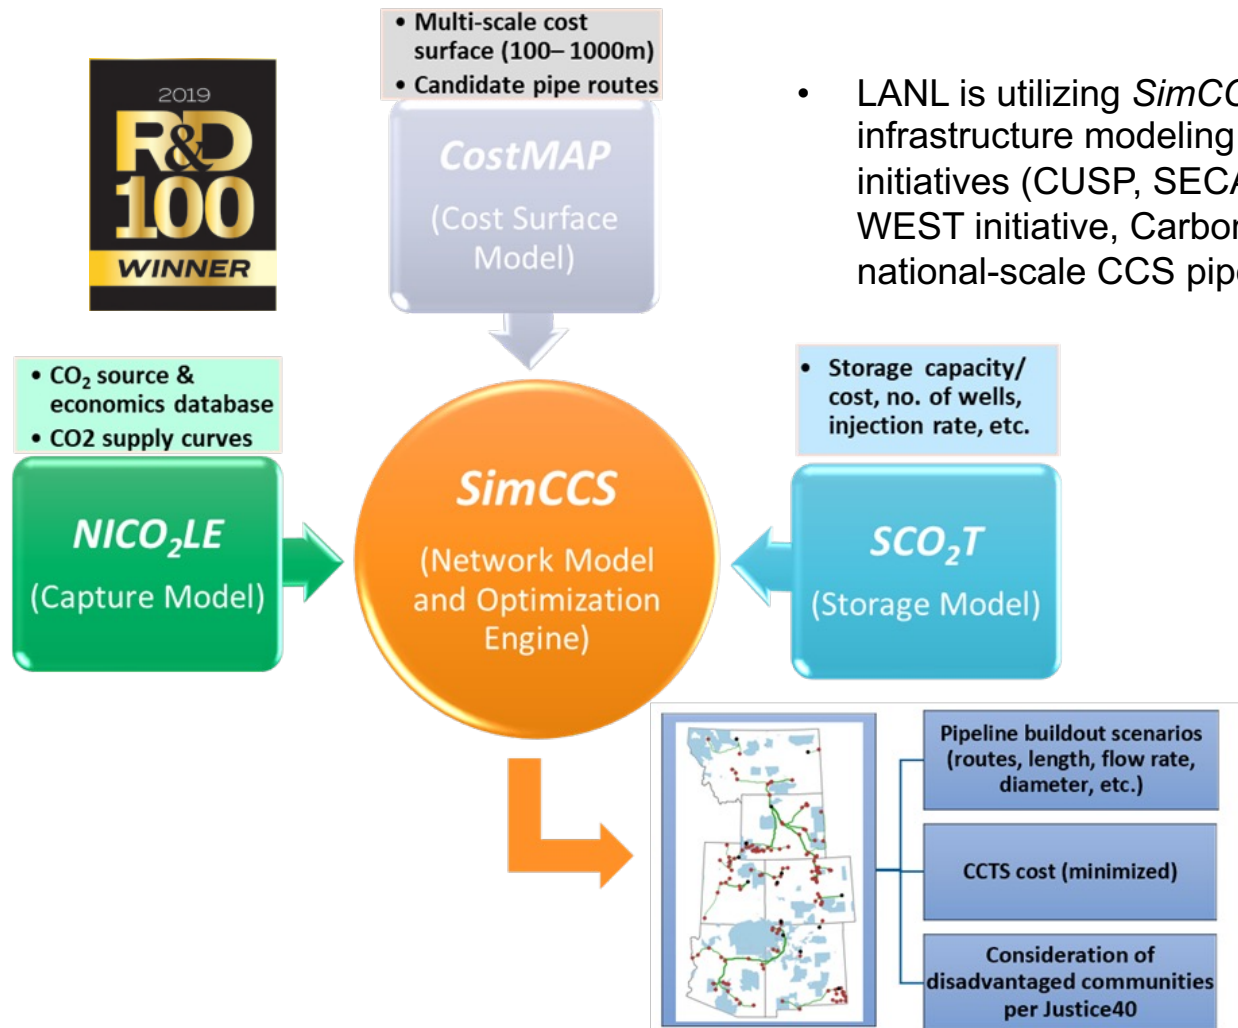 • Multi-scale cost
surface (100– 1000m)
• Candidate pipe routes
2019
R&D
100
WINNER
CostMAP
(Cost Surface
Model)
• LANL is utilizing SimCC
infrastructure modeling
initiatives (CUSP, SECA
WEST initiative, Carbon
national-scale CCS pipe
• CO₂ source &
economics database
• CO2 supply curves
NICO₂LE
(Capture Model)
SimCCS
(Network Model
and Optimization
Engine)
• Storage capacity/
cost, no. of wells,
injection rate, etc.
SCO₂T
(Storage Model)
Pipeline buildout scenarios
(routes, length, flow rate,
diameter, etc.)
CCTS cost (minimized)
Consideration of
disadvantaged communities
per Justice40